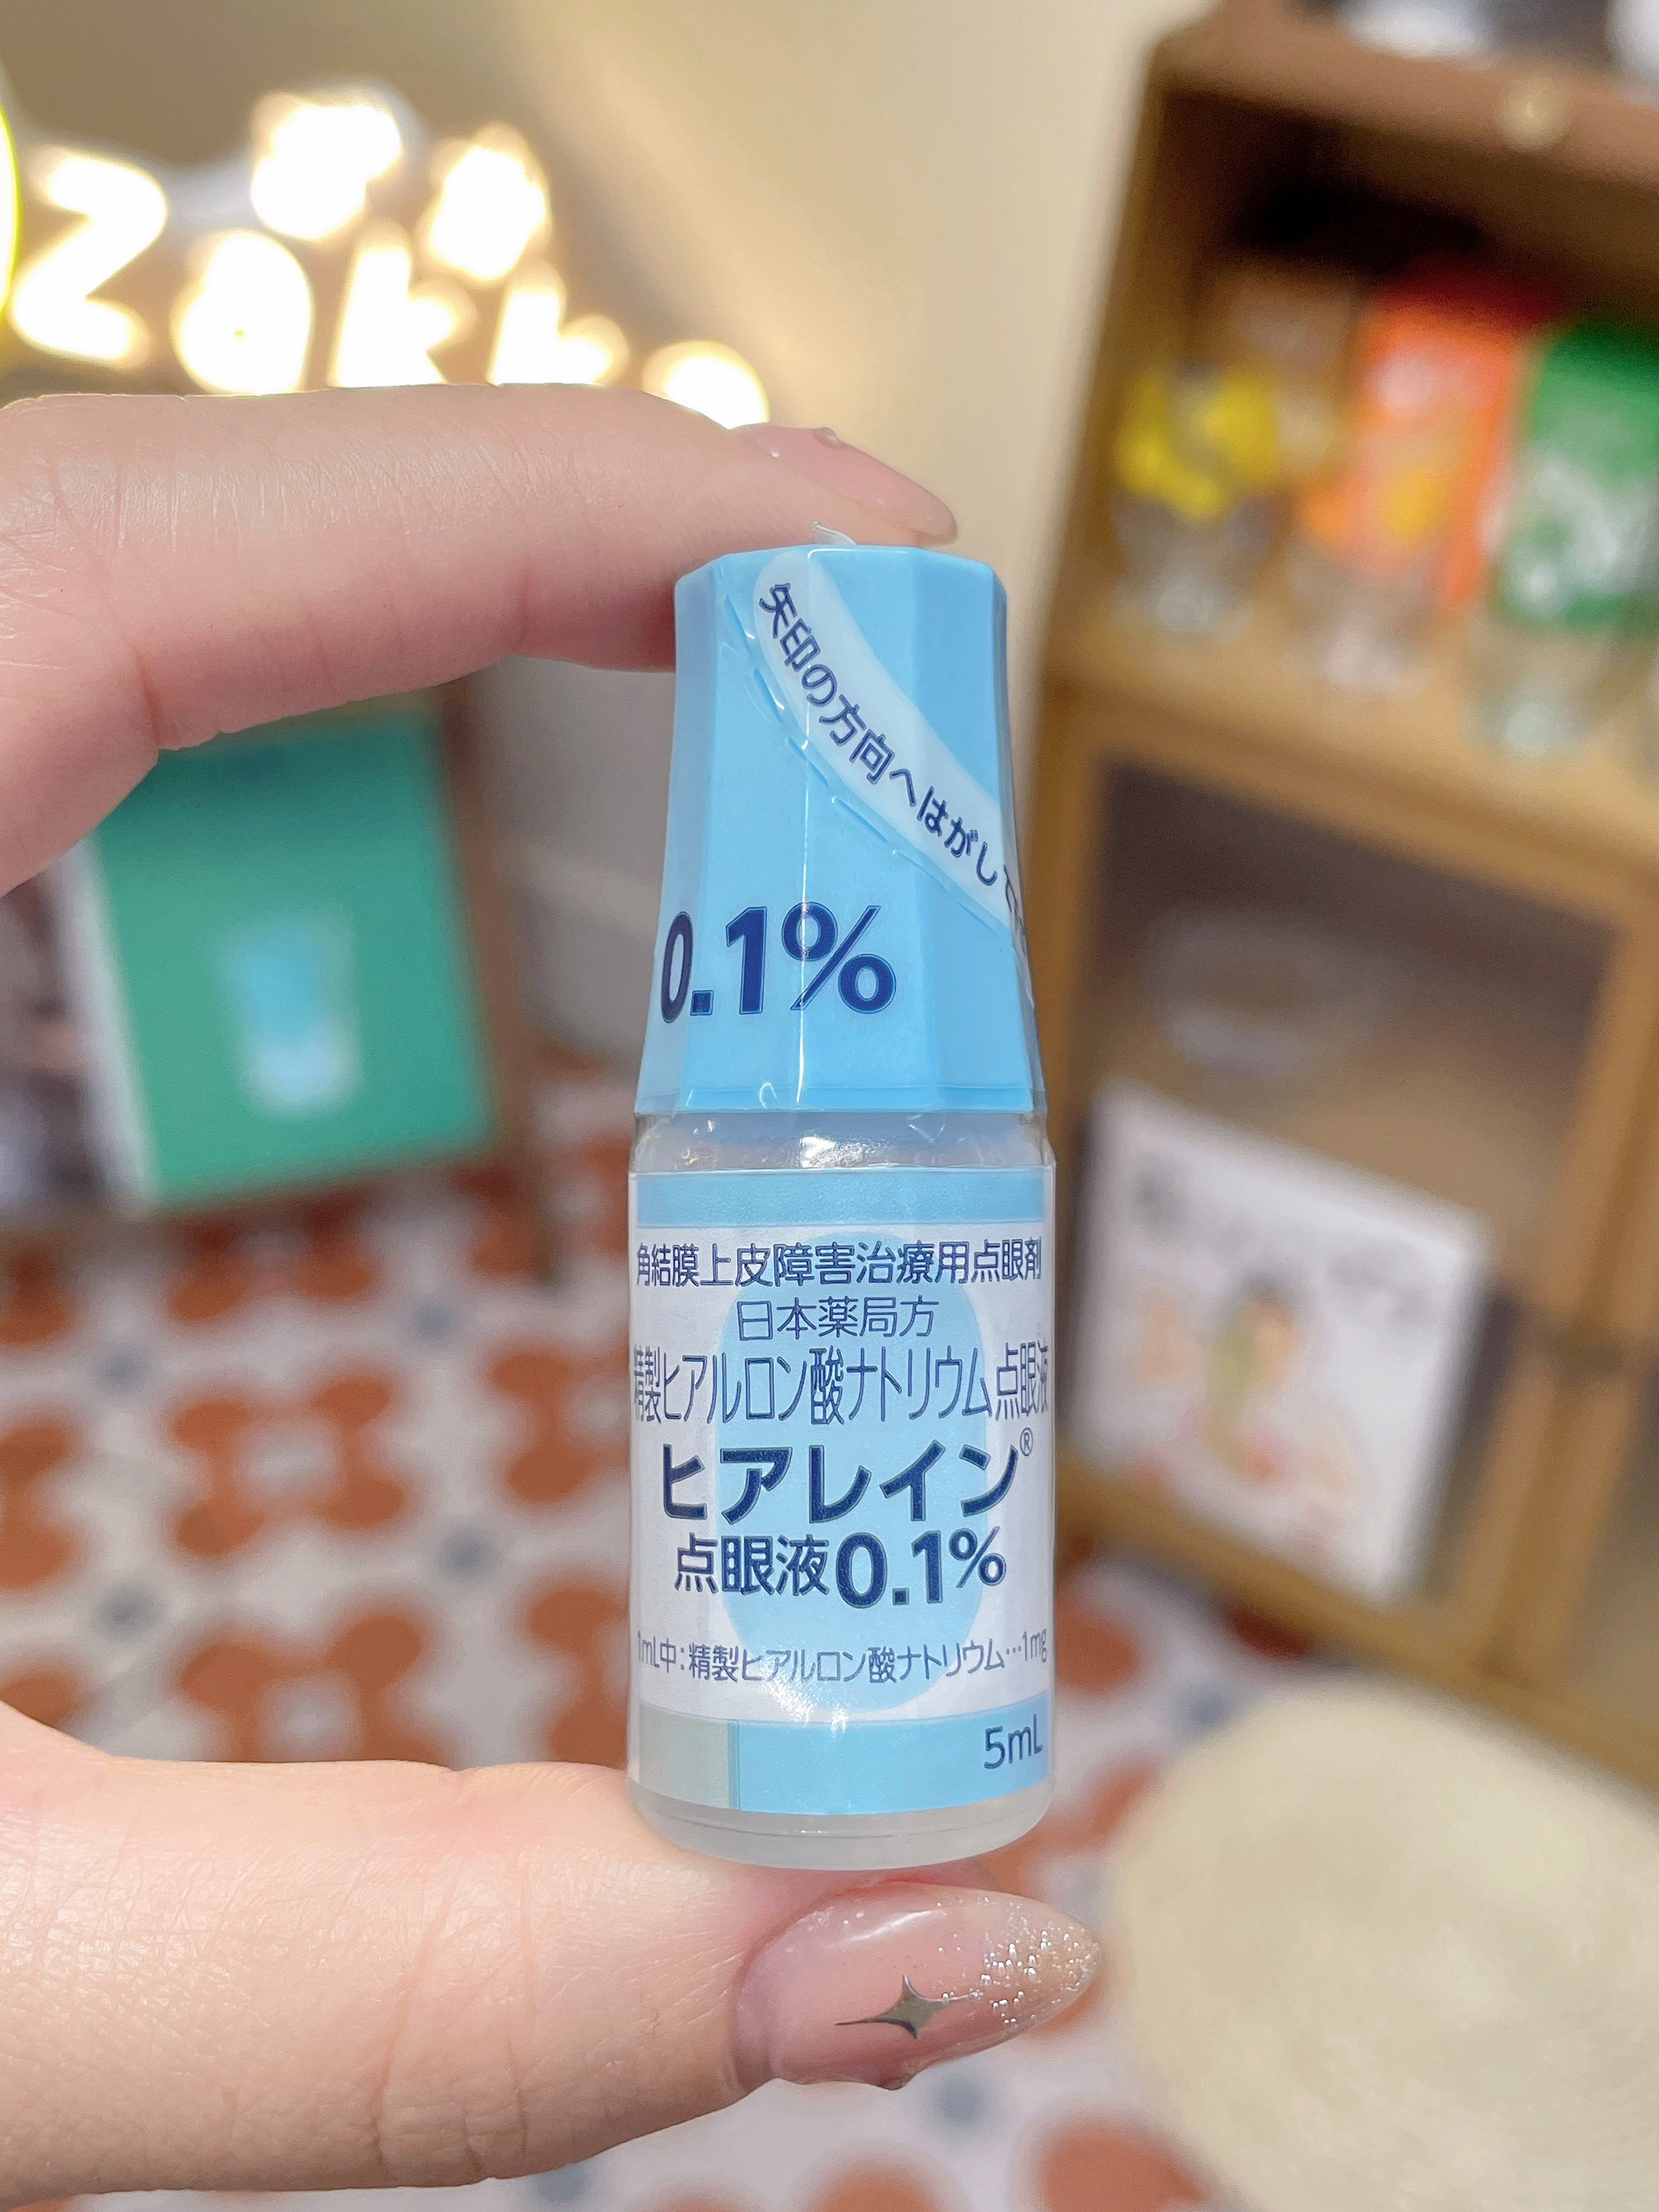 矢印の方向へはがして
0.1%
角結膜上皮障害治療用点眼剤
日本薬局方
精製ヒアルロン酸ナトリウム点眼液
ヒアレイン®
点眼液0.1%
1mL中:精製ヒアルロン酸ナトリウム…1mg
5mL